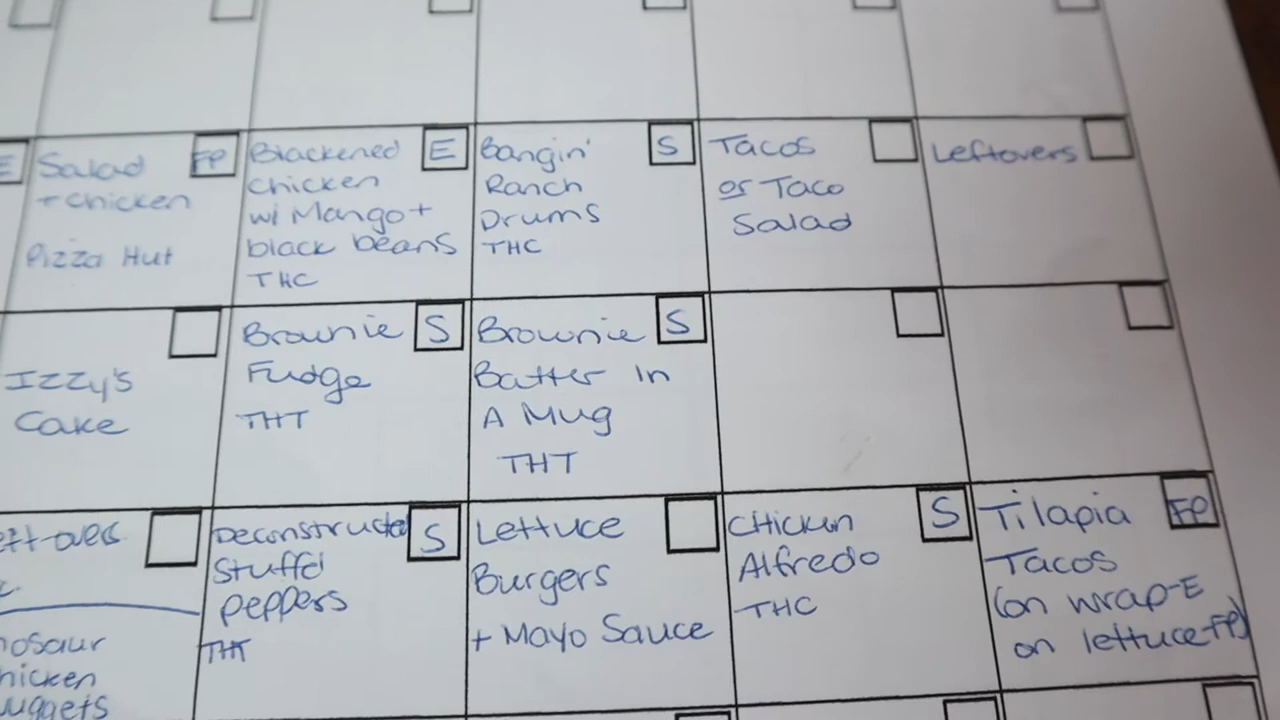 E
Salad
FP
+ chicken
Pizza Hut
Blackened
E
chicken
w/ Mango +
black beans
THC
Bangin'
S
Ranch
Drums
THC
Tacos
or Taco
Salad
Leftovers
Izzy's
Cake
Brownie
S
Fudge
THT
Brownie
S
Batter in
A Mug
THT
Deconstructed
S
Stuffd
peppers
Lettuce
Burgers
+ Mayo Sauce
Chicken
S
Alfredo
THC
Tilapia
FP
Tacos
(on wrap-E
on lettuce-FP)